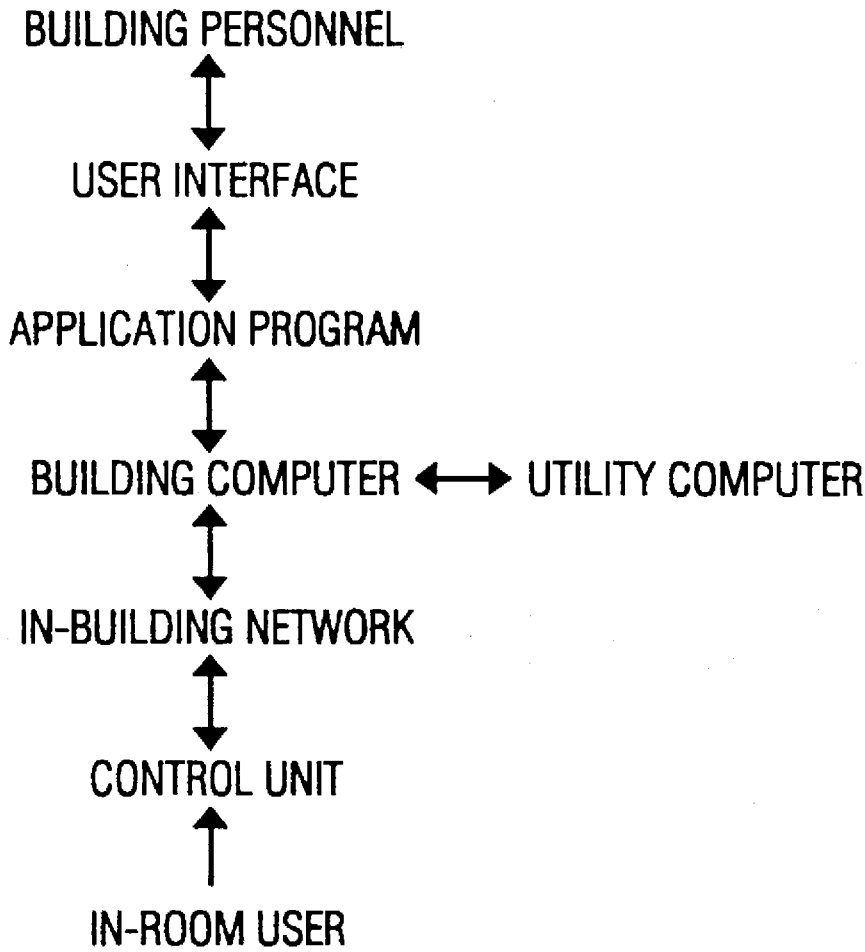 BUILDING PERSONNEL
USER INTERFACE
APPLICATION PROGRAM
BUILDING COMPUTER
UTILITY COMPUTER
IN-BUILDING NETWORK
CONTROL UNIT
IN-ROOM USER